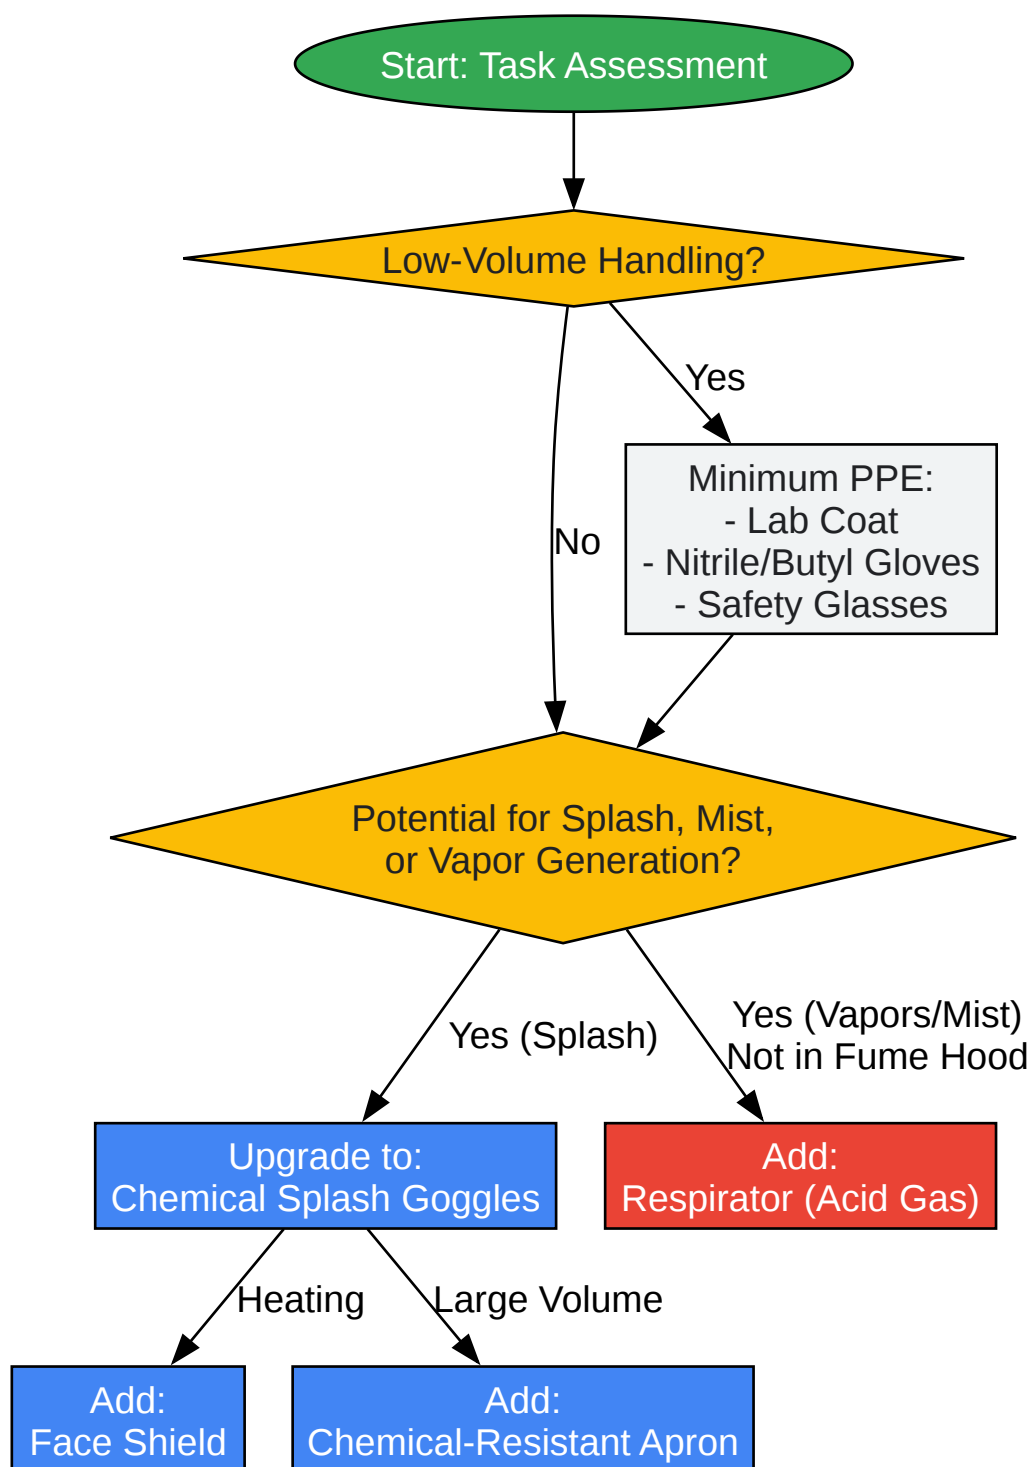 Start: Task Assessment
Low-Volume Handling?
Yes
Minimum PPE:
- Lab Coat
- Nitrile/Butyl Gloves
- Safety Glasses
No
Potential for Splash, Mist,
or Vapor Generation?
Yes (Splash)
Yes (Vapors/Mist)
Not in Fume Hood
Upgrade to:
Chemical Splash Goggles
Add:
Respirator (Acid Gas)
Heating
Large Volume
Add:
Face Shield
Add:
Chemical-Resistant Apron